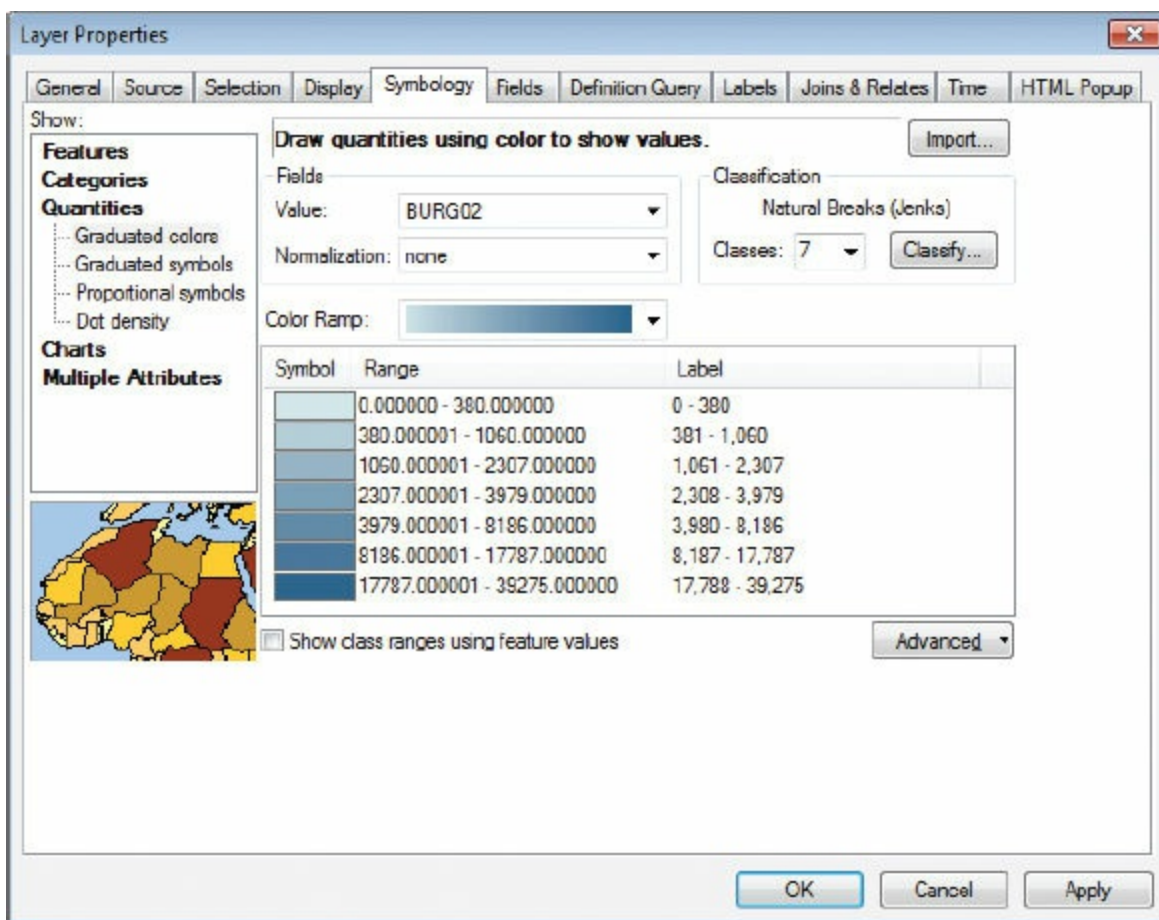 Layer Properties
General Source Selection Display Symbology Fields Definition Query Labels Joins & Relates Time HTML Popup
Show:
Features
Categories
Quantities
Graduated colors
Graduated symbols
Proportional symbols
Dot density
Charts
Multiple Attributes
Draw quantities using color to show values.
Import...
Fields
Value: BURG02
Normalization: none
Classification
Natural Breaks (Jenks)
Classes: 7 Classify...
Color Ramp:
Symbol Range Label
0.000000 - 380.000000 0 - 380
380.000001 - 1060.000000 381 - 1,060
1060.000001 - 2307.000000 1,061 - 2,307
2307.000001 - 3979.000000 2,308 - 3,979
3979.000001 - 8186.000000 3,980 - 8,186
8186.000001 - 17787.000000 8,187 - 17,787
17787.000001 - 39275.000000 17,788 - 39,275
Show class ranges using feature values
Advanced
OK Cancel Apply